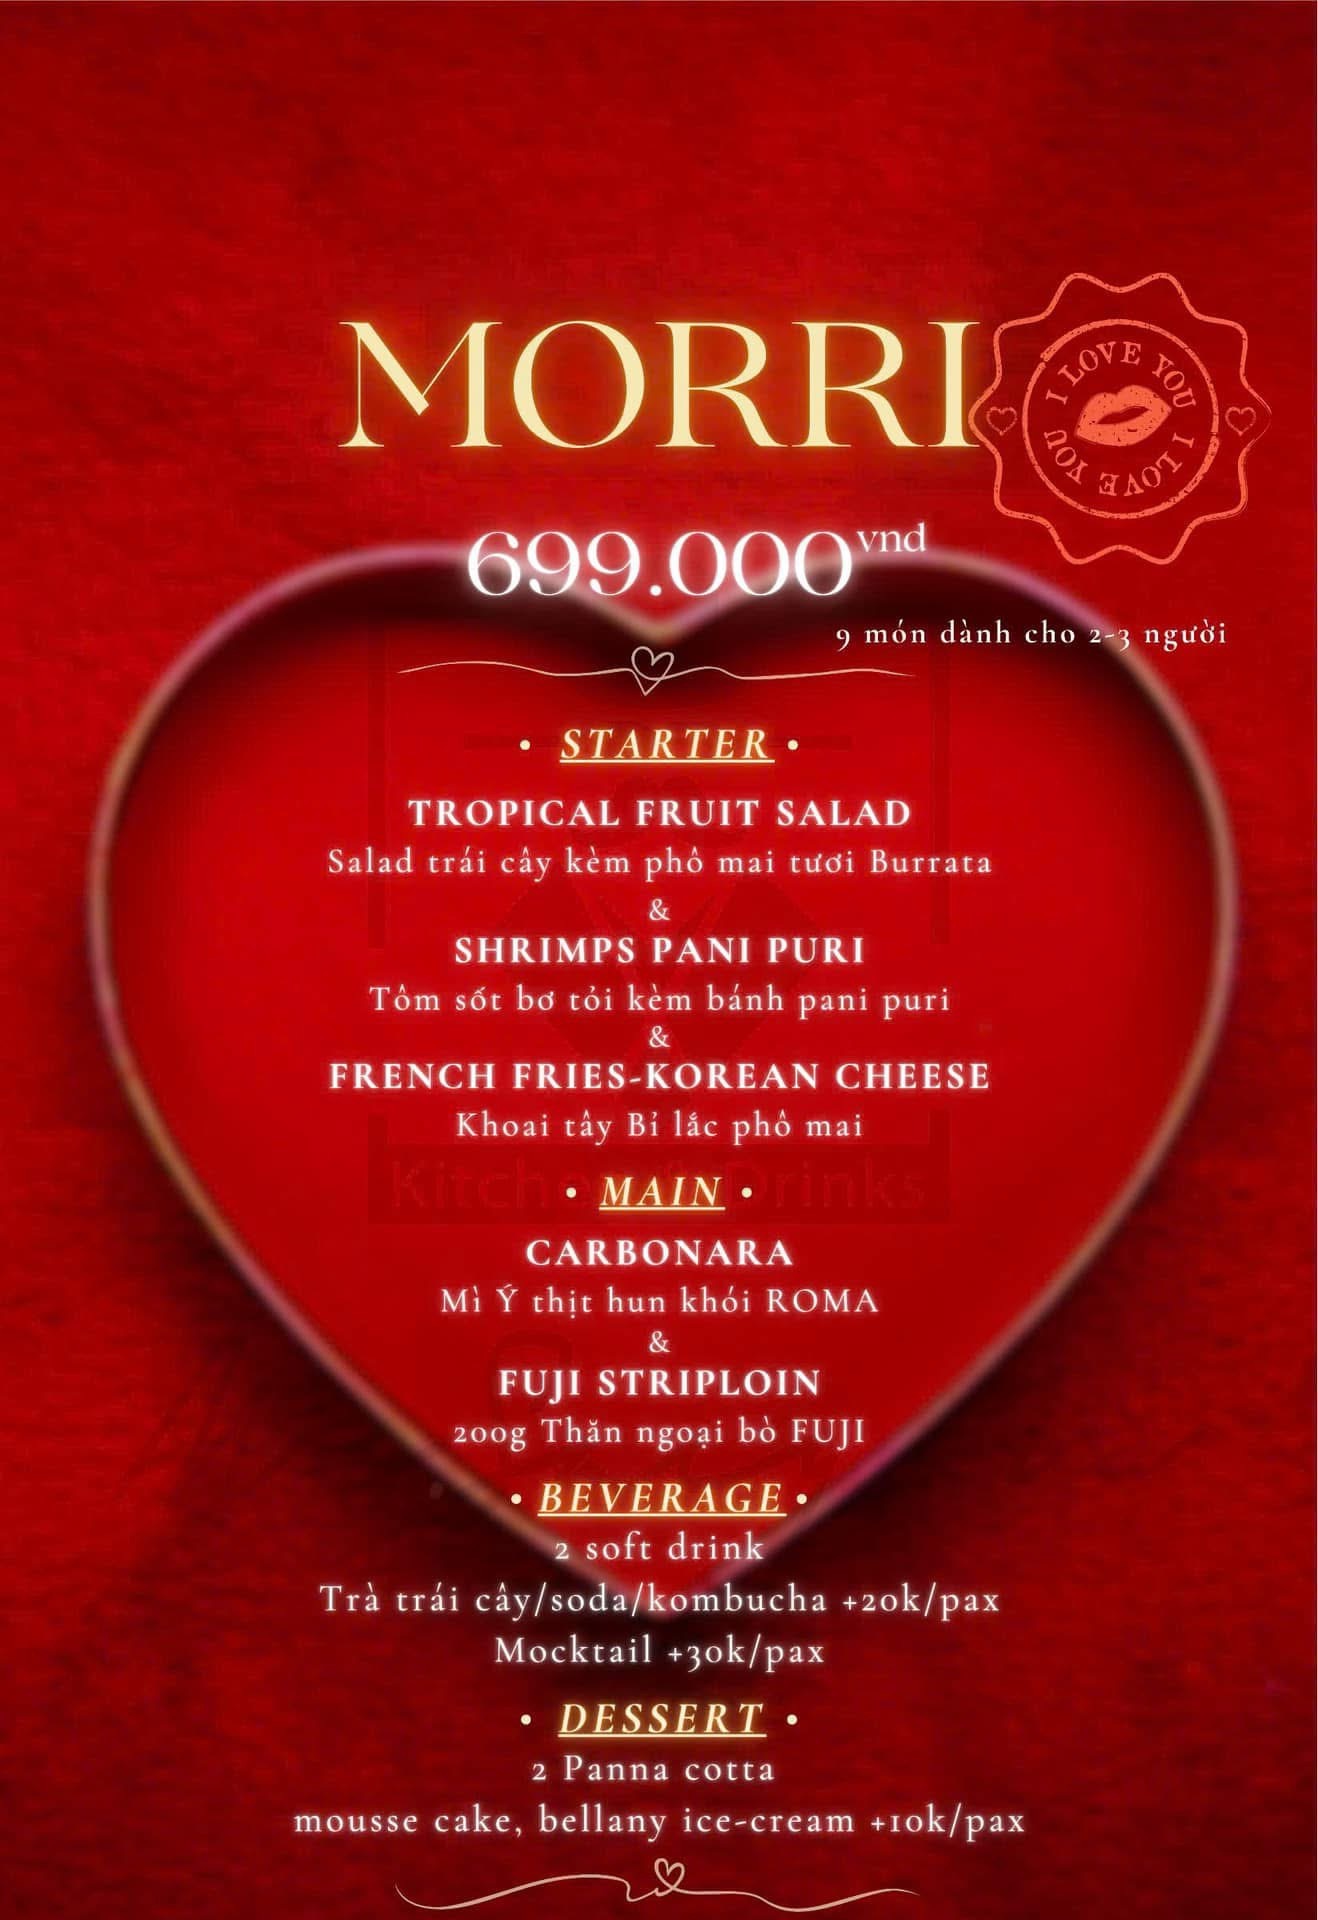 MORRI
I LOVE YOU I LOVE YOU
699.000 vnd
9 món dành cho 2-3 người
• STARTER •
TROPICAL FRUIT SALAD
Salad trái cây kèm phô mai tươi Burrata
&
SHRIMPS PANI PURI
Tôm sốt bơ tỏi kèm bánh pani puri
&
FRENCH FRIES-KOREAN CHEESE
Khoai tây Bỉ lắc phô mai
• MAIN •
CARBONARA
Mì Ý thịt hun khói ROMA
&
FUJI STRIPLOIN
200g Thăn ngoại bò FUJI
• BEVERAGE •
2 soft drink
Trà trái cây/soda/kombucha +20k/pax
Mocktail +30k/pax
• DESSERT •
2 Panna cotta
mousse cake, bellany ice-cream +10k/pax